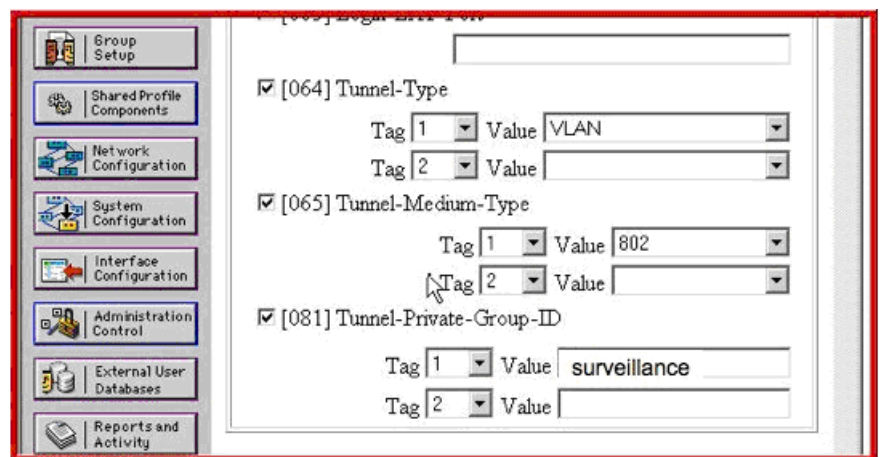 Group
Setup
Shared Profile
Components
Network
Configuration
System
Configuration
Interface
Configuration
Administration
Control
External User
Databases
Reports and
Activity
[064] Tunnel-Type
Tag 1 Value VLAN
Tag 2 Value
[065] Tunnel-Medium-Type
Tag 1 Value 802
Tag 2 Value
[081] Tunnel-Private-Group-ID
Tag 1 Value surveillance
Tag 2 Value